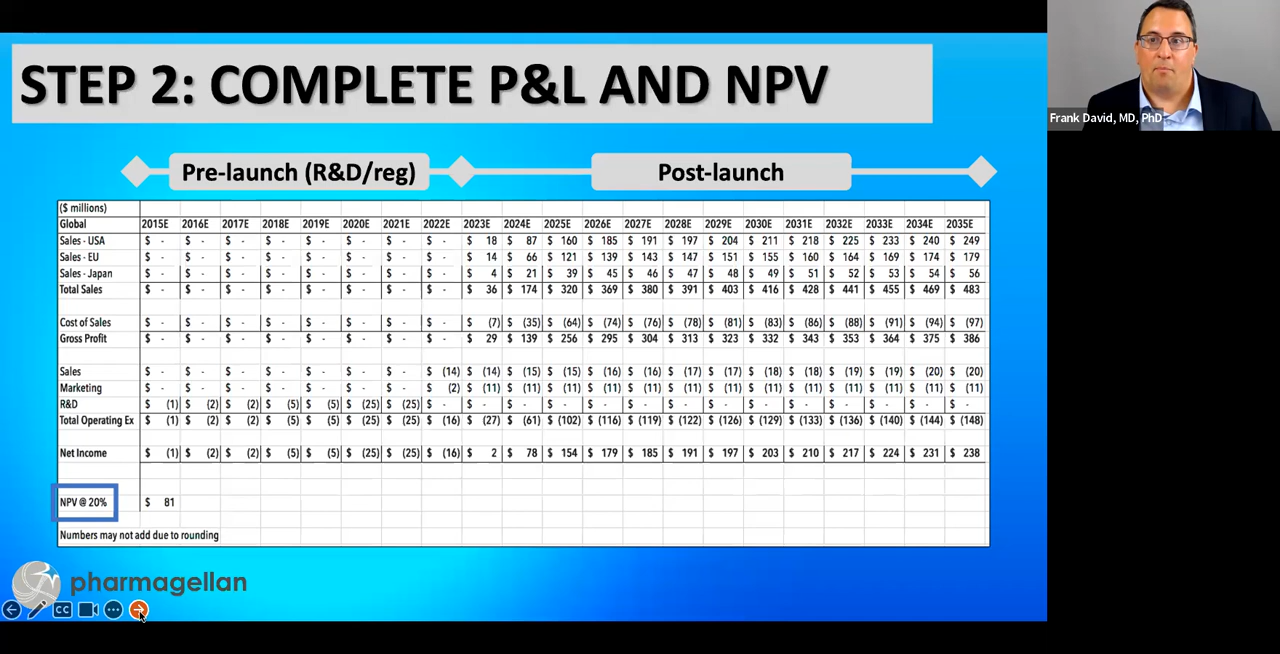 STEP 2: COMPLETE P&L AND NPV
Frank David, MD, PhD
Pre-launch (R&D/reg) Post-launch
($ millions)
Global 2015E 2016E 2017E 2018E 2019E 2020E 2021E 2022E 2023E 2024E 2025E 2026E 2027E 2028E 2029E 2030E 2031E 2032E 2033E 2034E 2035E
Sales - USA $ - $ - $ - $ - $ - $ - $ - $ - $ 18 $ 87 $ 160 $ 185 $ 191 $ 197 $ 204 $ 211 $ 218 $ 225 $ 233 $ 240 $ 249
Sales - EU $ - $ - $ - $ - $ - $ - $ - $ - $ 14 $ 66 $ 121 $ 139 $ 143 $ 147 $ 151 $ 155 $ 160 $ 164 $ 169 $ 174 $ 179
Sales - Japan $ - $ - $ - $ - $ - $ - $ - $ - $ 4 $ 21 $ 39 $ 45 $ 46 $ 47 $ 48 $ 49 $ 51 $ 52 $ 53 $ 54 $ 56
Total Sales $ - $ - $ - $ - $ - $ - $ - $ - $ 36 $ 174 $ 320 $ 369 $ 380 $ 391 $ 403 $ 416 $ 428 $ 441 $ 455 $ 469 $ 483
Cost of Sales $ - $ - $ - $ - $ - $ - $ - $ - $ (7) $ (35) $ (64) $ (74) $ (76) $ (78) $ (81) $ (83) $ (86) $ (88) $ (91) $ (94) $ (97)
Gross Profit $ - $ - $ - $ - $ - $ - $ - $ - $ 29 $ 139 $ 256 $ 295 $ 304 $ 313 $ 323 $ 332 $ 343 $ 353 $ 364 $ 375 $ 386
Sales $ - $ - $ - $ - $ - $ - $ - $ (14) $ (14) $ (15) $ (15) $ (16) $ (16) $ (17) $ (17) $ (18) $ (18) $ (19) $ (19) $ (20) $ (20)
Marketing $ - $ - $ - $ - $ - $ - $ - $ (2) $ (11) $ (11) $ (11) $ (11) $ (11) $ (11) $ (11) $ (11) $ (11) $ (11) $ (11) $ (11) $ (11)
R&D $ (1) $ (2) $ (2) $ (5) $ (5) $ (25) $ (25) $ - $ - $ - $ - $ - $ - $ - $ - $ - $ - $ - $ - $ - $ -
Total Operating Ex $ (1) $ (2) $ (2) $ (5) $ (5) $ (25) $ (25) $ (16) $ (27) $ (61) $ (102) $ (116) $ (119) $ (122) $ (126) $ (129) $ (133) $ (136) $ (140) $ (144) $ (148)
Net Income $ (1) $ (2) $ (2) $ (5) $ (5) $ (25) $ (25) $ (16) $ 2 $ 78 $ 154 $ 179 $ 185 $ 191 $ 197 $ 203 $ 210 $ 217 $ 224 $ 231 $ 238
NPV @ 20% $ 81
Numbers may not add due to rounding
pharmagellan
CC